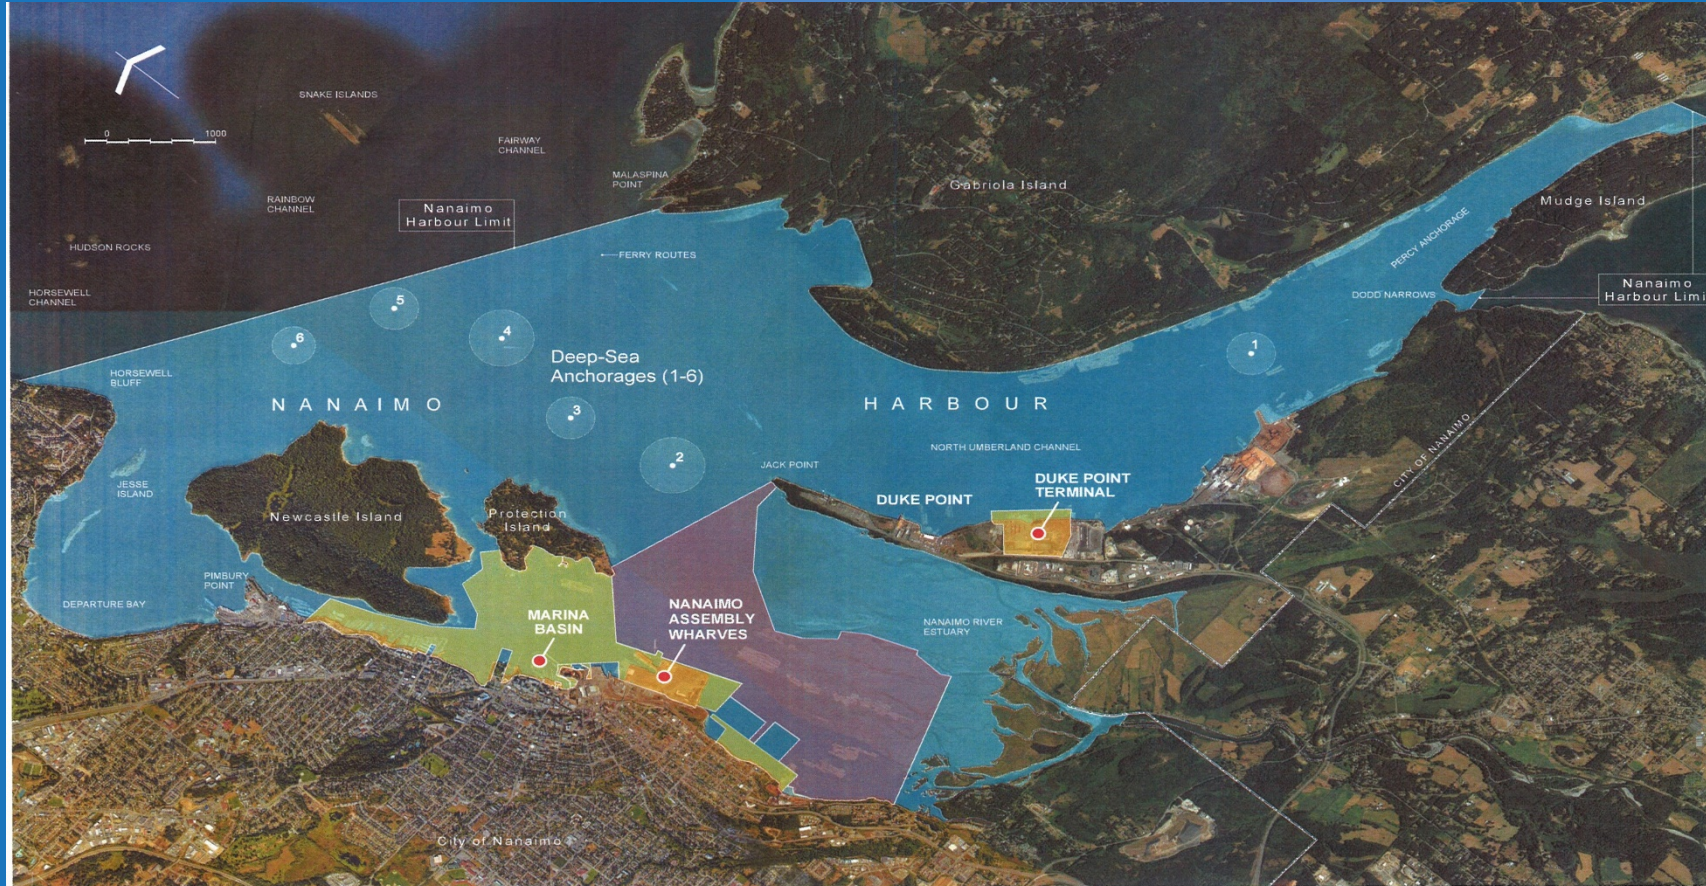 SNAKE ISLANDS
0 1000
FAIRWAY
CHANNEL
MALASPINA
POINT
Gabriola Island
RAINBOW
CHANNEL
Nanaimo
Harbour Limit
Mudge Island
HUDSON ROCKS
FERRY ROUTES
PERCY ANCHORAGE
HORSEWELL
CHANNEL
DODD NARROWS
Nanaimo
Harbour Limi
5
6
4
1
Deep-Sea
Anchorages (1-6)
HORSEWELL
BLUFF
NANAIMO HARBOUR
3
2
NORTH UMBERLAND CHANNEL
CITY OF NANAIMO
JACK POINT
JESSE
ISLAND
DUKE POINT
DUKE POINT
TERMINAL
Newcastle Island
Protection
Island
PIMBURY
POINT
DEPARTURE BAY
MARINA
BASIN
NANAIMO
ASSEMBLY
WHARVES
NANAIMO RIVER
ESTUARY
City of Nanaimo